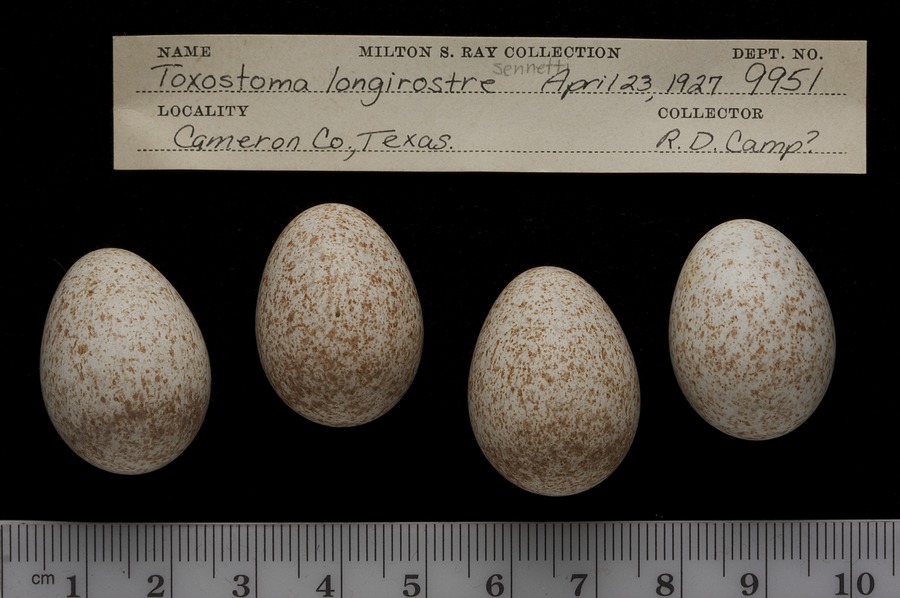 NAME MILTON S. RAY COLLECTION DEPT. NO.
Toxostoma longirostre sennetti April 23, 1927 9951
LOCALITY COLLECTOR
Cameron Co., Texas. R. D. Camp?
cm 1 2 3 4 5 6 7 8 9 10